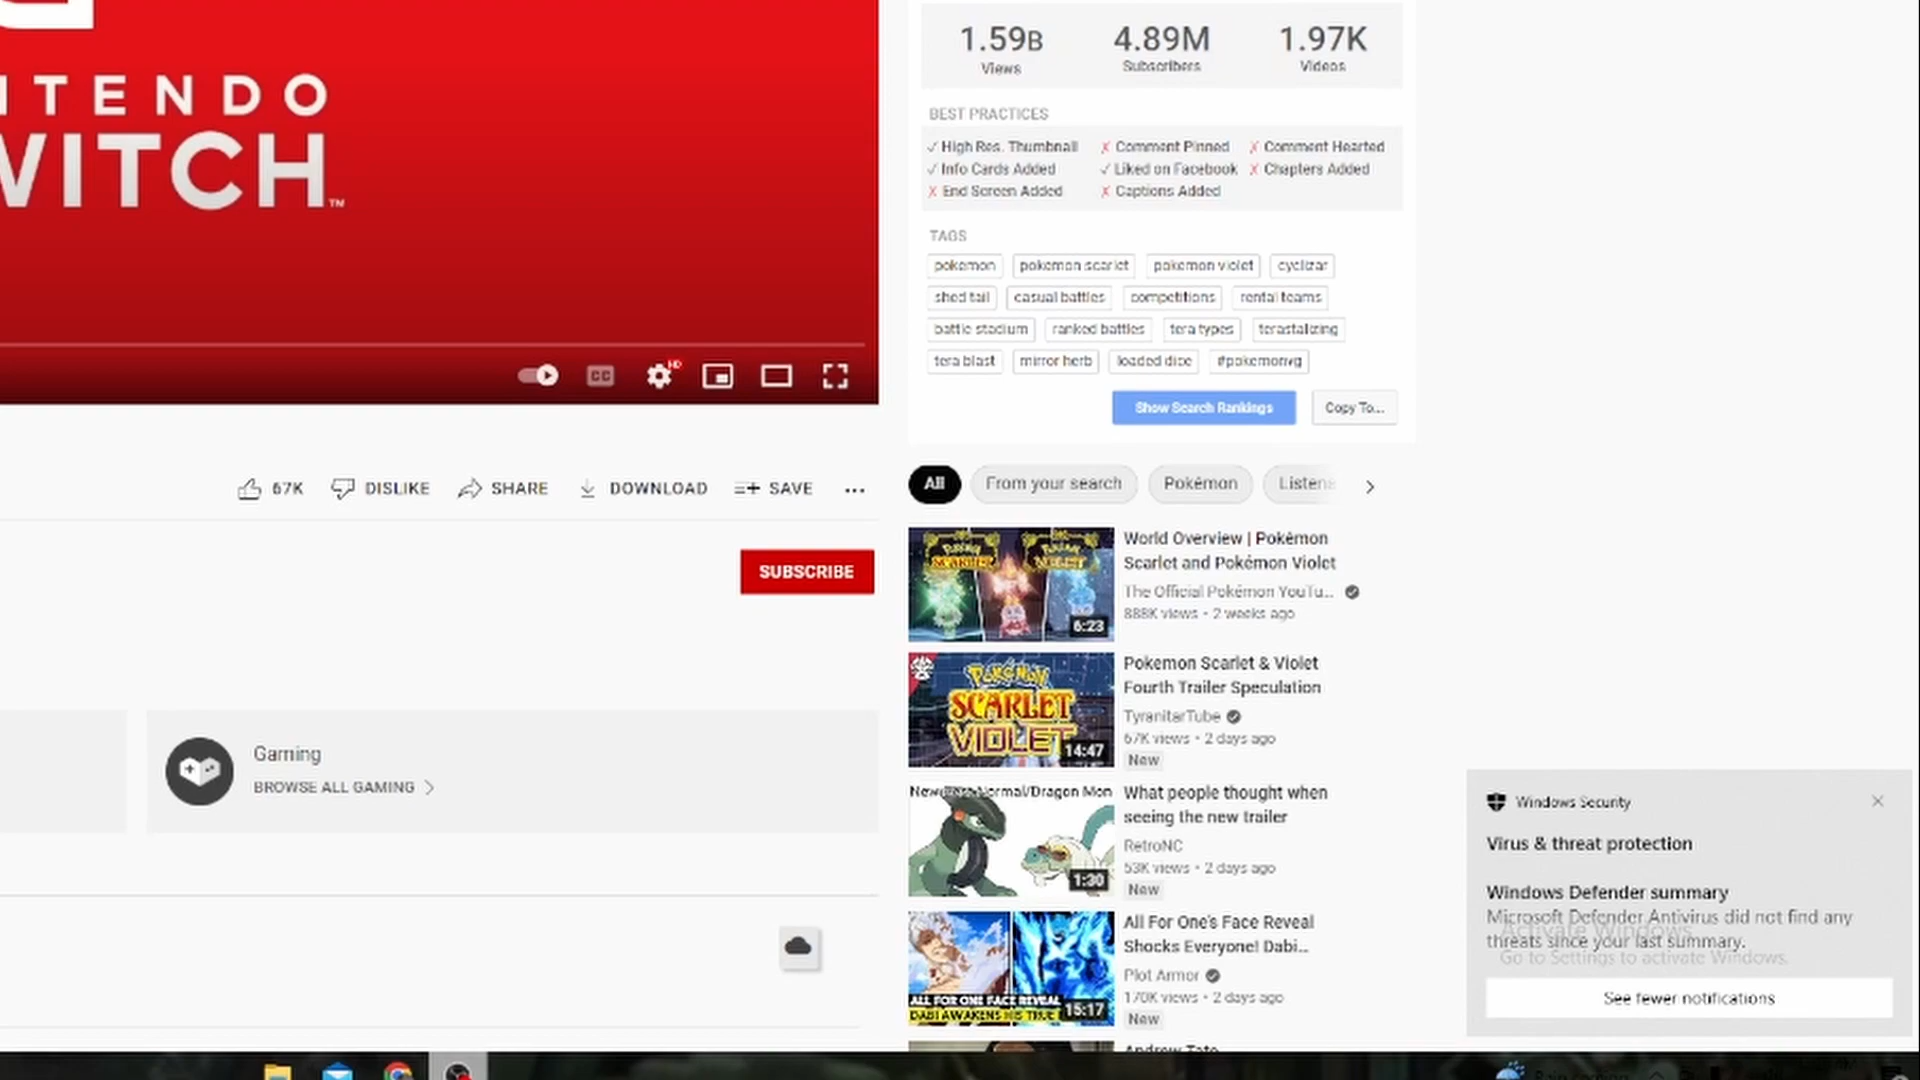 NTENDO
WITCH™
HD
CC
67K DISLIKE SHARE DOWNLOAD SAVE
SUBSCRIBE
Gaming
BROWSE ALL GAMING
1.59B 4.89M 1.97K
Views Subscribers Videos
BEST PRACTICES
✓ High Res. Thumbnail ✗ Comment Pinned ✗ Comment Hearted
✓ Info Cards Added ✓ Liked on Facebook ✗ Chapters Added
✗ End Screen Added ✗ Captions Added
TAGS
pokemon pokemon scarlet pokemon violet cyclizar
shed tail casual battles competitions rental teams
battle stadium ranked battles tera types terastalizing
tera blast mirror herb loaded dice #pokemonvg
Show Search Rankings Copy To...
All From your search Pokémon Listena
POKÉMON SCARLET POKÉMON VIOLET
6:23
World Overview | Pokémon
Scarlet and Pokémon Violet
The Official Pokémon YouTu...
888K views • 2 weeks ago
POKÉMON
SCARLET
VIOLET
14:47
Pokemon Scarlet & Violet
Fourth Trailer Speculation
TyranitarTube
67K views • 2 days ago
New
Normal/Dragon Mon
1:30
What people thought when
seeing the new trailer
RetroNC
53K views • 2 days ago
New
ALL FOR ONE FACE REVEAL
DABI AWAKENS HIS TRUE
15:17
All For One's Face Reveal
Shocks Everyone! Dabi...
Plot Armor
170K views • 2 days ago
New
Andrew Tate
Windows Security
Virus & threat protection
Windows Defender summary
Microsoft Defender Antivirus did not find any
threats since your last summary.
Activate Windows
Go to Settings to activate Windows.
See fewer notifications